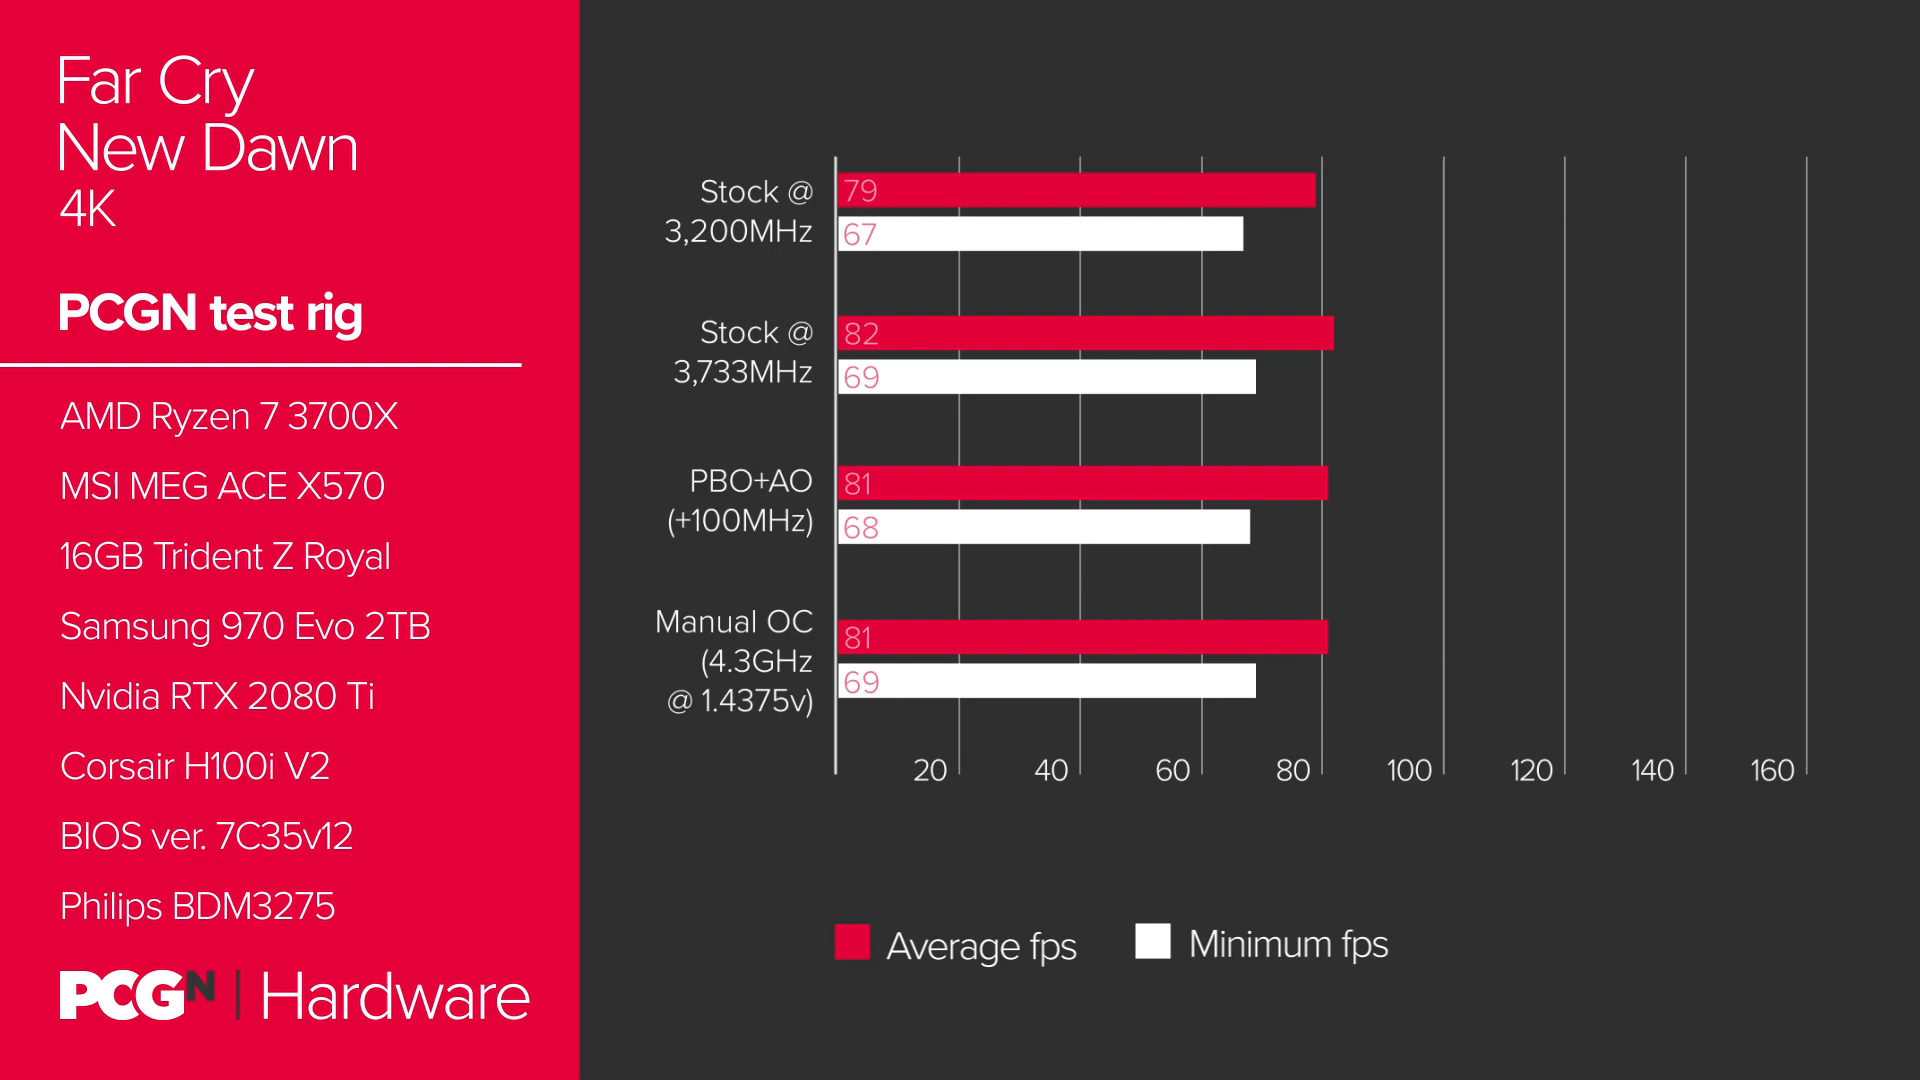 Far Cry
New Dawn
4K
PCGN test rig
AMD Ryzen 7 3700X
MSI MEG ACE X570
16GB Trident Z Royal
Samsung 970 Evo 2TB
Nvidia RTX 2080 Ti
Corsair H100i V2
BIOS ver. 7C35v12
Philips BDM3275
PCGN | Hardware
Stock @
3,200MHz
79
67
Stock @
3,733MHz
82
69
PBO+AO
(+100MHz)
81
68
Manual OC
(4.3GHz
@ 1.4375v)
81
69
20 40 60 80 100 120 140 160
Average fps Minimum fps